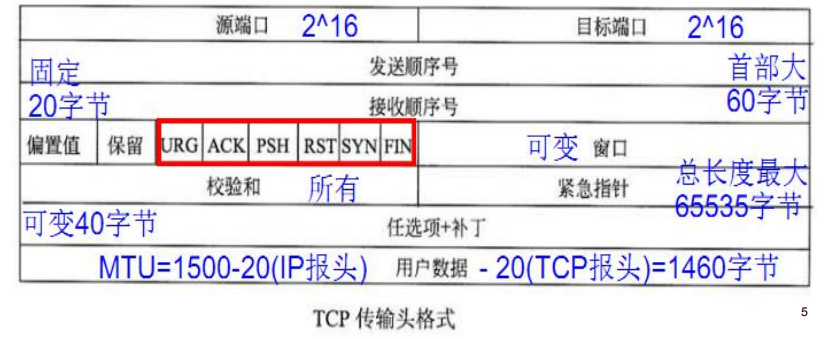 源端口 2^16 目标端口 2^16
固定 发送顺序号 首部大
20字节 接收顺序号 60字节
偏置值 保留 URG ACK PSH RST SYN FIN 可变 窗口
校验和 所有 紧急指针 总长度最大
65535字节
可变40字节 任选项+补丁
MTU=1500-20(IP报头) 用户数据 - 20(TCP报头)=1460字节
TCP 传输头格式
5